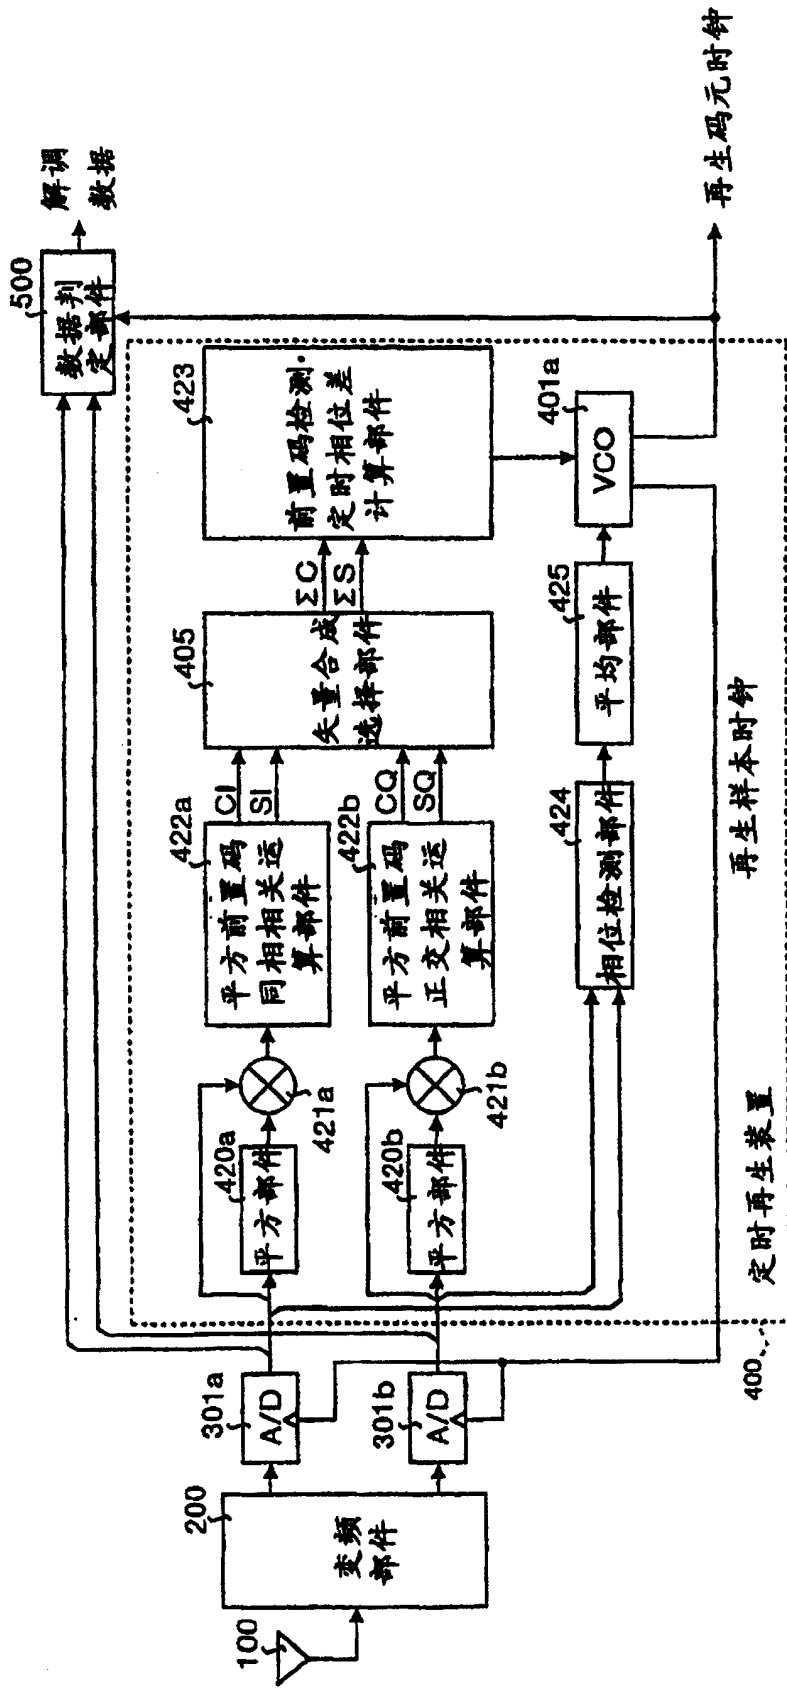 100
200
变频
部件
301a
A/D
301b
A/D
420a
平方部件
421a
420b
平方部件
421b
422a
平方前置码
同相相关运
算部件
CI
SI
422b
平方前置码
正交相关运
算部件
CQ
SQ
405
矢量合成
选择部件
ΣC
ΣS
423
前置码检测·
定时相位差
计算部件
424
相位检测部件
425
平均部件
401a
VCO
500
数据判
定部件
解调
数据
再生码元时钟
再生样本时钟
400
定时再生装置